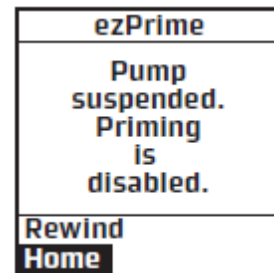 ezPrime
Pump
suspended.
Priming
is
disabled.
Rewind
Home